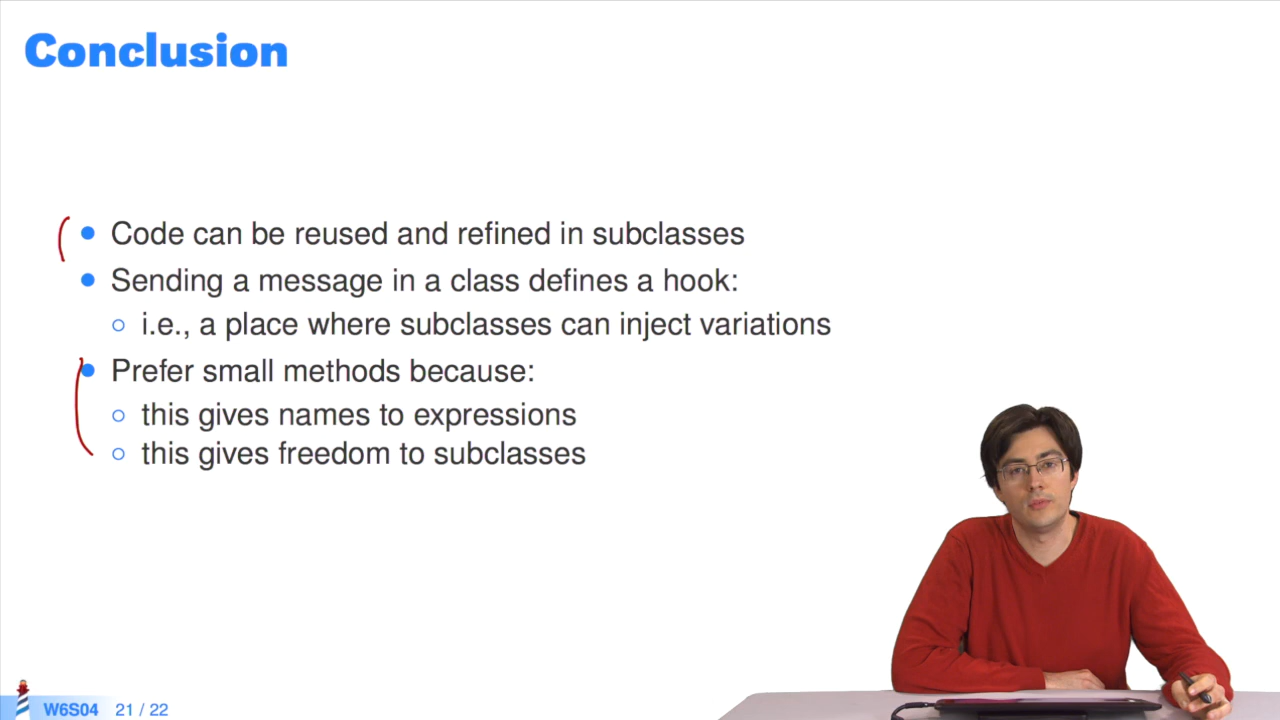 Conclusion
Code can be reused and refined in subclasses
Sending a message in a class defines a hook:
i.e., a place where subclasses can inject variations
Prefer small methods because:
this gives names to expressions
this gives freedom to subclasses
W6S04 21 / 22